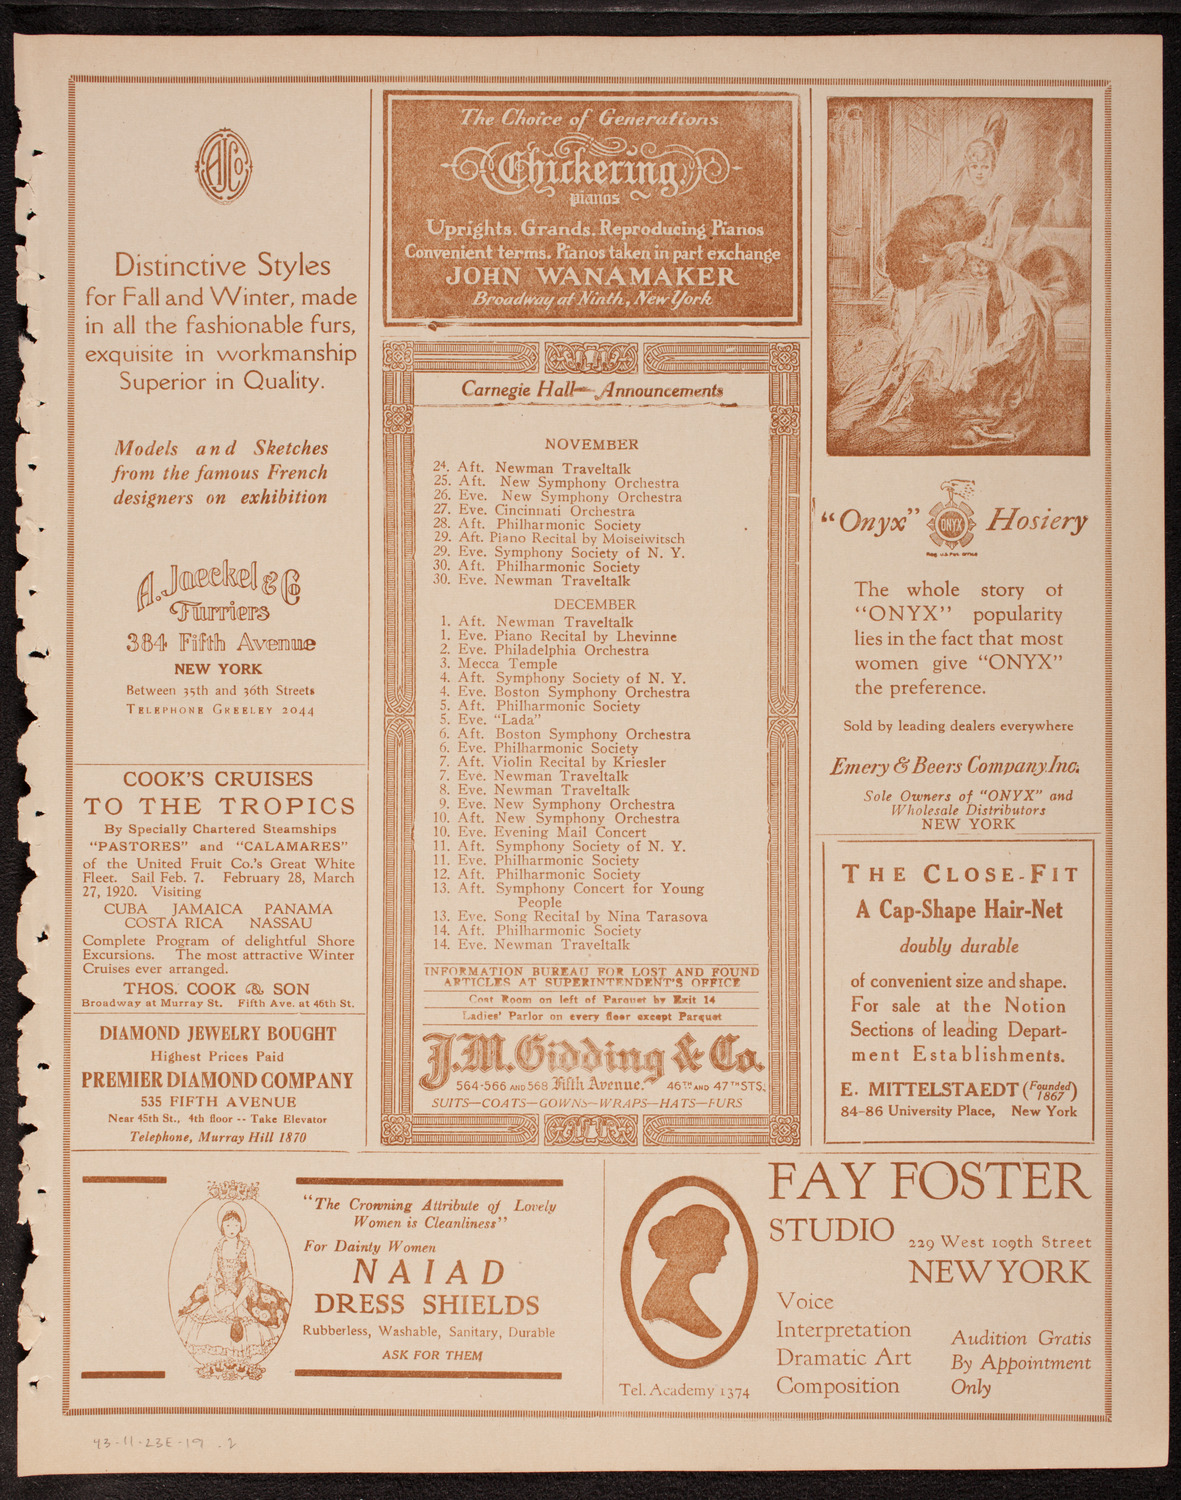 AJCo
Distinctive Styles
for Fall and Winter, made
in all the fashionable furs,
exquisite in workmanship
Superior in Quality.
Models and Sketches
from the famous French
designers on exhibition
A. Jaeckel & Co
Furriers
384 Fifth Avenue
NEW YORK
Between 35th and 36th Streets
TELEPHONE GREELEY 2044
COOK'S CRUISES
TO THE TROPICS
By Specially Chartered Steamships
"PASTORES" and "CALAMARES"
of the United Fruit Co.'s Great White
Fleet. Sail Feb. 7. February 28, March
27, 1920. Visiting
CUBA JAMAICA PANAMA
COSTA RICA NASSAU
Complete Program of delightful Shore
Excursions. The most attractive Winter
Cruises ever arranged.
THOS. COOK & SON
Broadway at Murray St. Fifth Ave. at 46th St.
DIAMOND JEWELRY BOUGHT
Highest Prices Paid
PREMIER DIAMOND COMPANY
535 FIFTH AVENUE
Near 45th St., 4th floor -- Take Elevator
Telephone, Murray Hill 1870
The Choice of Generations
Chickering
pianos
Uprights. Grands. Reproducing Pianos
Convenient terms. Pianos taken in part exchange
JOHN WANAMAKER
Broadway at Ninth, New York
Carnegie Hall—Announcements
NOVEMBER
24. Aft. Newman Traveltalk
25. Aft. New Symphony Orchestra
26. Eve. New Symphony Orchestra
27. Eve. Cincinnati Orchestra
28. Aft. Philharmonic Society
29. Aft. Piano Recital by Moiseiwitsch
29. Eve. Symphony Society of N. Y.
30. Aft. Philharmonic Society
30. Eve. Newman Traveltalk
DECEMBER
1. Aft. Newman Traveltalk
1. Eve. Piano Recital by Lhevinne
2. Eve. Philadelphia Orchestra
3. Mecca Temple
4. Aft. Symphony Society of N. Y.
4. Eve. Boston Symphony Orchestra
5. Aft. Philharmonic Society
5. Eve. "Lada"
6. Aft. Boston Symphony Orchestra
6. Eve. Philharmonic Society
7. Aft. Violin Recital by Kriesler
7. Eve. Newman Traveltalk
8. Eve. Newman Traveltalk
9. Eve. New Symphony Orchestra
10. Aft. New Symphony Orchestra
10. Eve. Evening Mail Concert
11. Aft. Symphony Society of N. Y.
11. Eve. Philharmonic Society
12. Aft. Philharmonic Society
13. Aft. Symphony Concert for Young
People
13. Eve. Song Recital by Nina Tarasova
14. Aft. Philharmonic Society
14. Eve. Newman Traveltalk
INFORMATION BUREAU FOR LOST AND FOUND
ARTICLES AT SUPERINTENDENT'S OFFICE
Coat Room on left of Parquet by Exit 14
Ladies' Parlor on every floor except Parquet
J.M. Gidding & Co.
564-566 AND 568 Fifth Avenue. 46TH AND 47TH STS.
SUITS—COATS—GOWNS—WRAPS—HATS—FURS
"Onyx" ONYX Hosiery
Reg. U.S. Pat. Office
The whole story of
"ONYX" popularity
lies in the fact that most
women give "ONYX"
the preference.
Sold by leading dealers everywhere
Emery & Beers Company Inc.
Sole Owners of "ONYX" and
Wholesale Distributors
NEW YORK
THE CLOSE-FIT
A Cap-Shape Hair-Net
doubly durable
of convenient size and shape.
For sale at the Notion
Sections of leading Depart-
ment Establishments.
E. MITTELSTAEDT (Founded 1867)
84-86 University Place, New York
"The Crowning Attribute of Lovely
Women is Cleanliness"
For Dainty Women
NAIAD
DRESS SHIELDS
Rubberless, Washable, Sanitary, Durable
ASK FOR THEM
FAY FOSTER
STUDIO
229 West 109th Street
NEW YORK
Voice
Interpretation
Dramatic Art
Composition
Audition Gratis
By Appointment
Only
Tel. Academy 1374
43-11-23E-19 .2